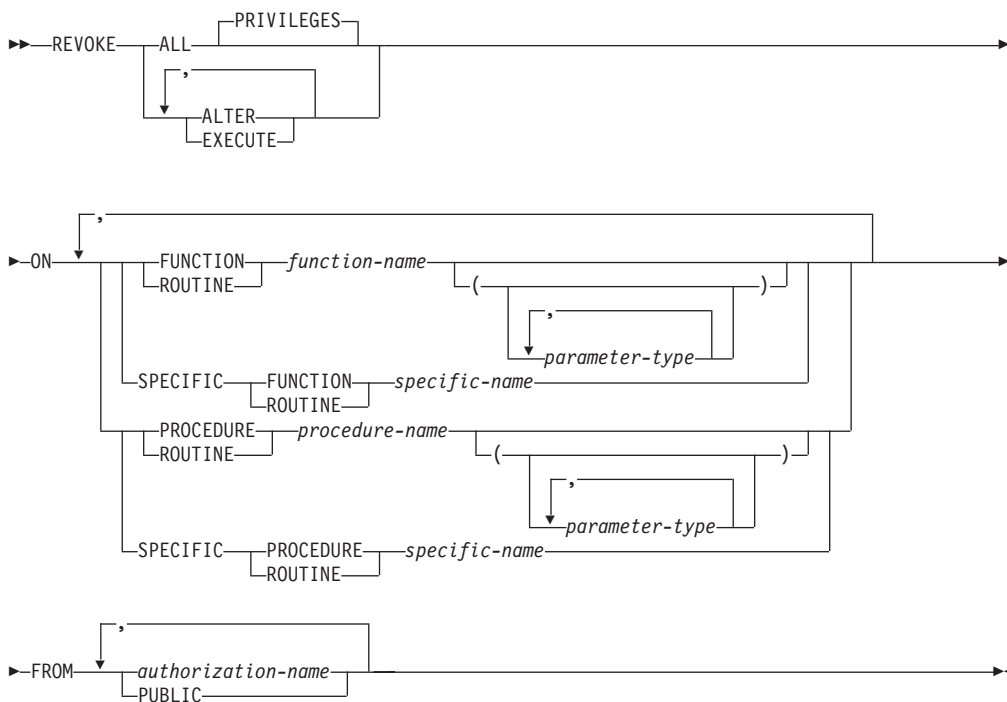 PRIVILEGES
REVOKE ALL
,
ALTER
EXECUTE
,
ON FUNCTION function-name
ROUTINE ( )
,
parameter-type
SPECIFIC FUNCTION specific-name
ROUTINE
PROCEDURE procedure-name
ROUTINE ( )
,
parameter-type
SPECIFIC PROCEDURE specific-name
ROUTINE
,
FROM authorization-name
PUBLIC